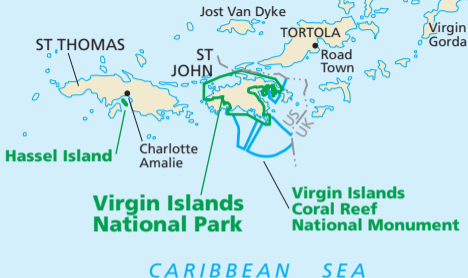 Jost Van Dyke
TORTOLA
Virgin
Gorda
ST THOMAS
ST
JOHN
Road
Town
US
UK
Hassel Island
Charlotte
Amalie
Virgin Islands
National Park
Virgin Islands
Coral Reef
National Monument
CARIBBEAN SEA